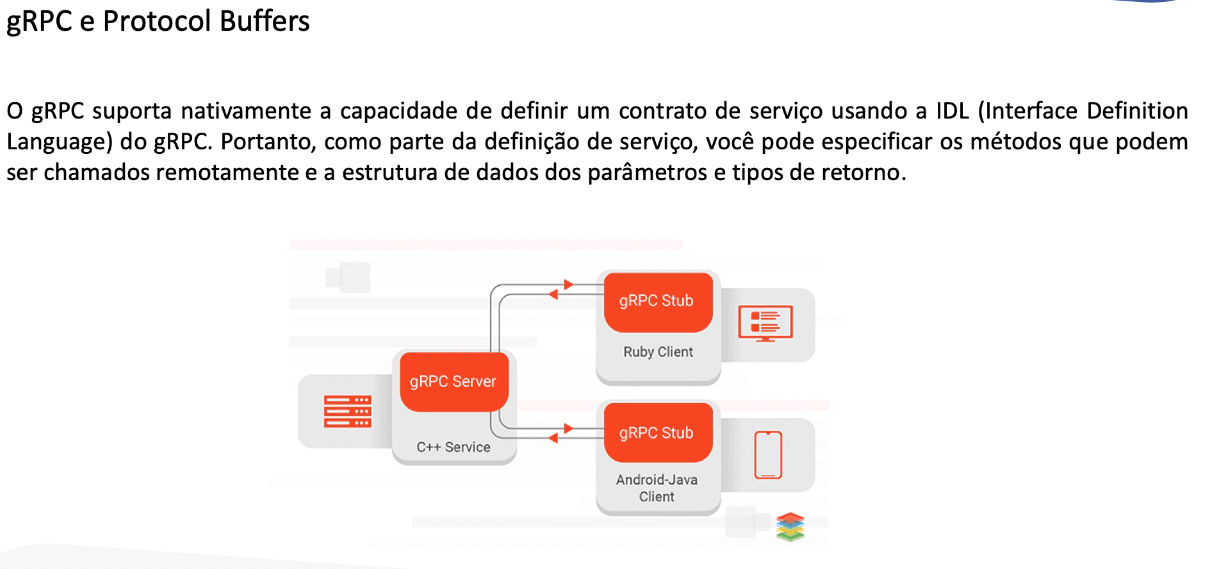 gRPC e Protocol Buffers
O gRPC suporta nativamente a capacidade de definir um contrato de serviço usando a IDL (Interface Definition
Language) do gRPC. Portanto, como parte da definição de serviço, você pode especificar os métodos que podem
ser chamados remotamente e a estrutura de dados dos parâmetros e tipos de retorno.
gRPC Stub
Ruby Client
gRPC Server
C++ Service
gRPC Stub
Android-Java
Client